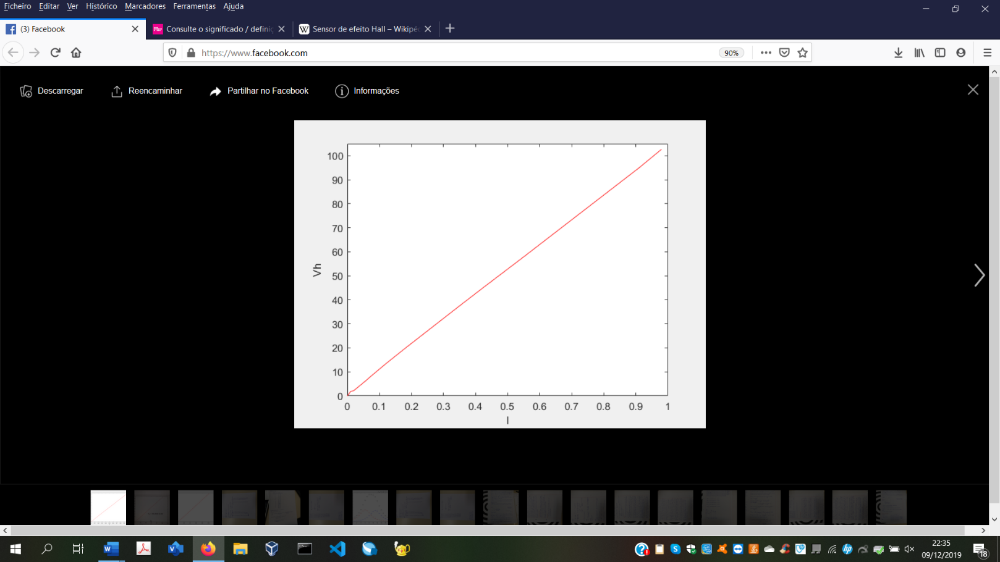 Ficheiro Editar Ver Histórico Marcadores Ferramentas Ajuda
(3) Facebook
Consulte o significado / definiç
Sensor de efeito Hall – Wikipéd
https://www.facebook.com
90%
Descarregar
Reencaminhar
Partilhar no Facebook
Informações
100
90
80
70
60
50
40
30
20
10
0
Vh
0 0.1 0.2 0.3 0.4 0.5 0.6 0.7 0.8 0.9 1
I
22:35
09/12/2019
18